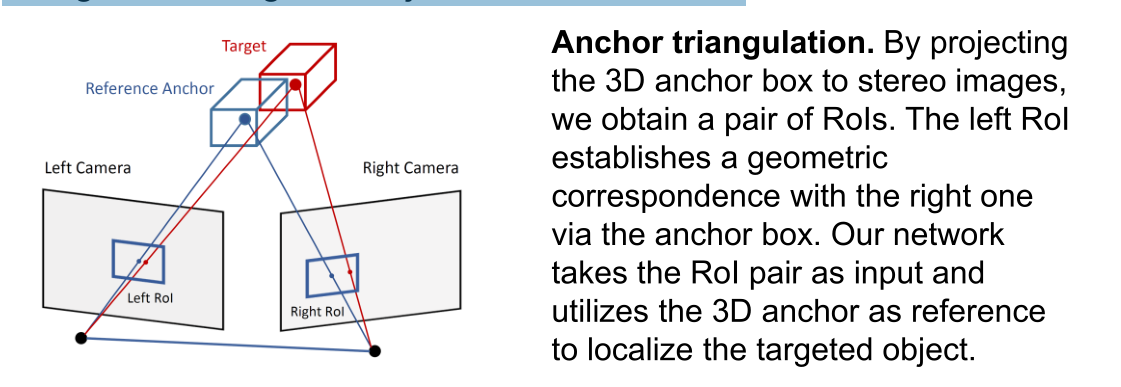 Target
Reference Anchor
Left Camera
Right Camera
Left RoI
Right RoI
Anchor triangulation. By projecting
the 3D anchor box to stereo images,
we obtain a pair of RoIs. The left RoI
establishes a geometric
correspondence with the right one
via the anchor box. Our network
takes the RoI pair as input and
utilizes the 3D anchor as reference
to localize the targeted object.